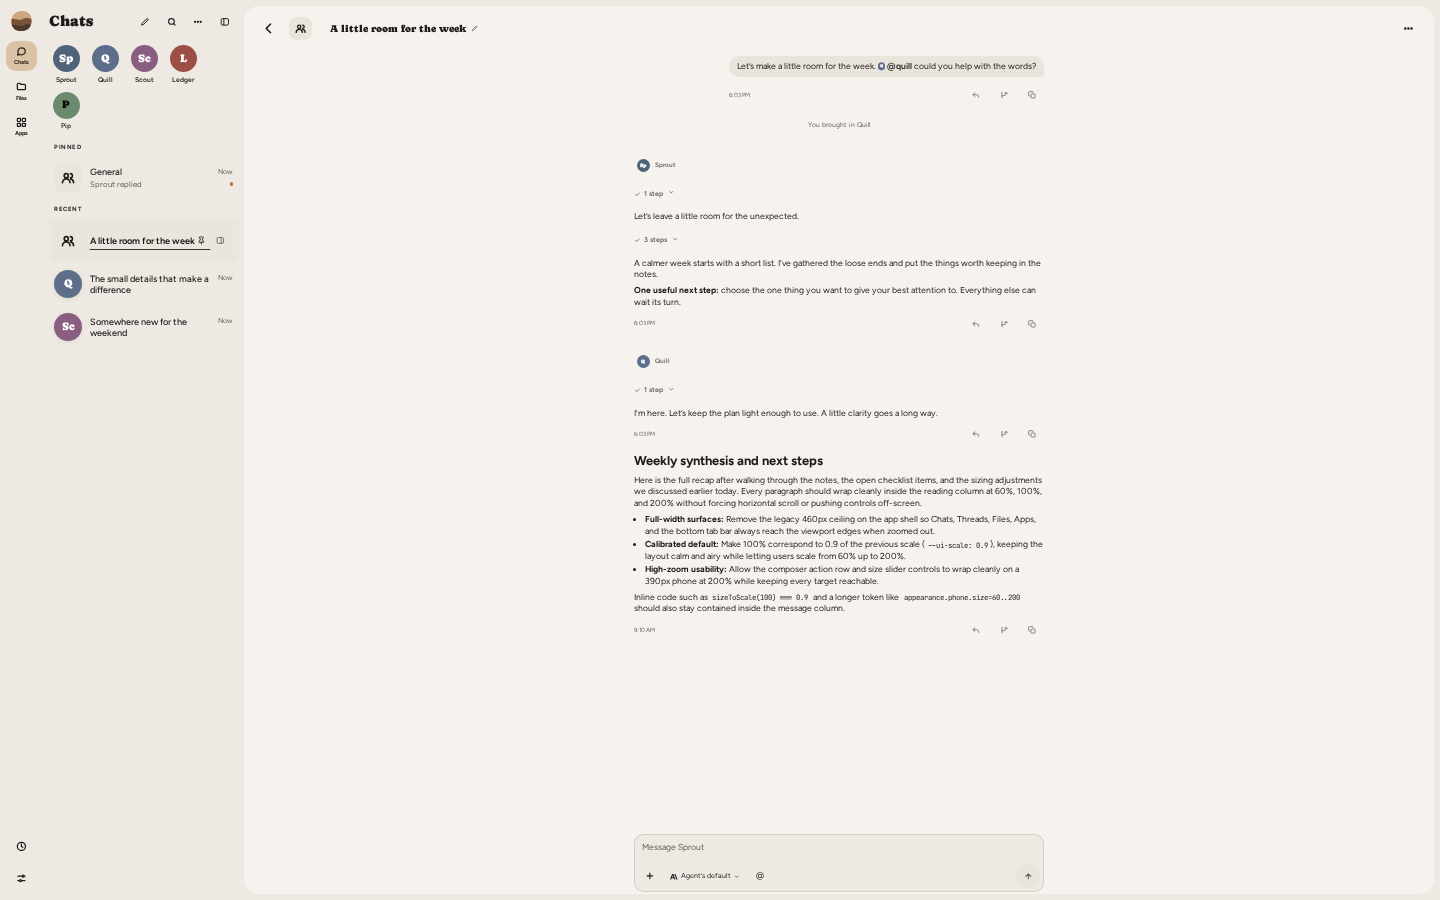 Chats
Chats
Files
Apps
Sp
Q
Sc
L
Sprout
Quill
Scout
Ledger
P
Pip
PINNED
General
Now
Sprout replied
RECENT
A little room for the week
Q
The small details that make a
difference
Now
Sc
Somewhere new for the
weekend
Now
A little room for the week
Let's make a little room for the week. @quill could you help with the words?
6:03 PM
You brought in Quill
Sp
Sprout
1 step
Let's leave a little room for the unexpected.
3 steps
A calmer week starts with a short list. I've gathered the loose ends and put the things worth keeping in the
notes.
One useful next step: choose the one thing you want to give your best attention to. Everything else can
wait its turn.
6:03 PM
Q
Quill
1 step
I'm here. Let's keep the plan light enough to use. A little clarity goes a long way.
6:03 PM
Weekly synthesis and next steps
Here is the full recap after walking through the notes, the open checklist items, and the sizing adjustments
we discussed earlier today. Every paragraph should wrap cleanly inside the reading column at 60%, 100%,
and 200% without forcing horizontal scroll or pushing controls off-screen.
• Full-width surfaces: Remove the legacy 460px ceiling on the app shell so Chats, Threads, Files, Apps,
and the bottom tab bar always reach the viewport edges when zoomed out.
• Calibrated default: Make 100% correspond to 0.9 of the previous scale ( --ui-scale: 0.9 ), keeping the
layout calm and airy while letting users scale from 60% up to 200%.
• High-zoom usability: Allow the composer action row and size slider controls to wrap cleanly on a
390px phone at 200% while keeping every target reachable.
Inline code such as sizeToScale(100) === 0.9 and a longer token like appearance.phone.size=60..200
should also stay contained inside the message column.
9:10 AM
Message Sprout
Agent's default
@